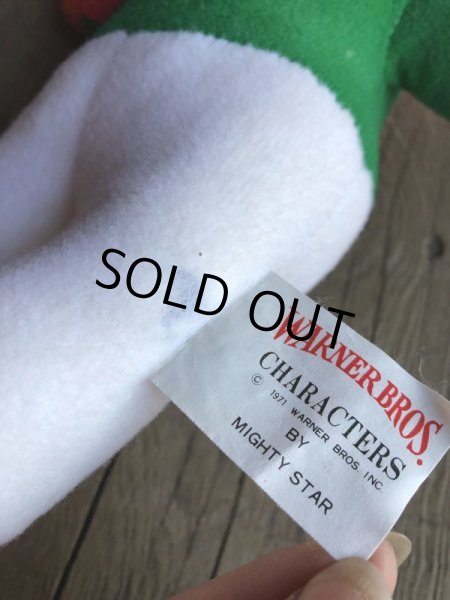 SOLD OUT
WARNER BROS.
CHARACTERS
© 1971 WARNER BROS. INC.
BY
MIGHTY STAR